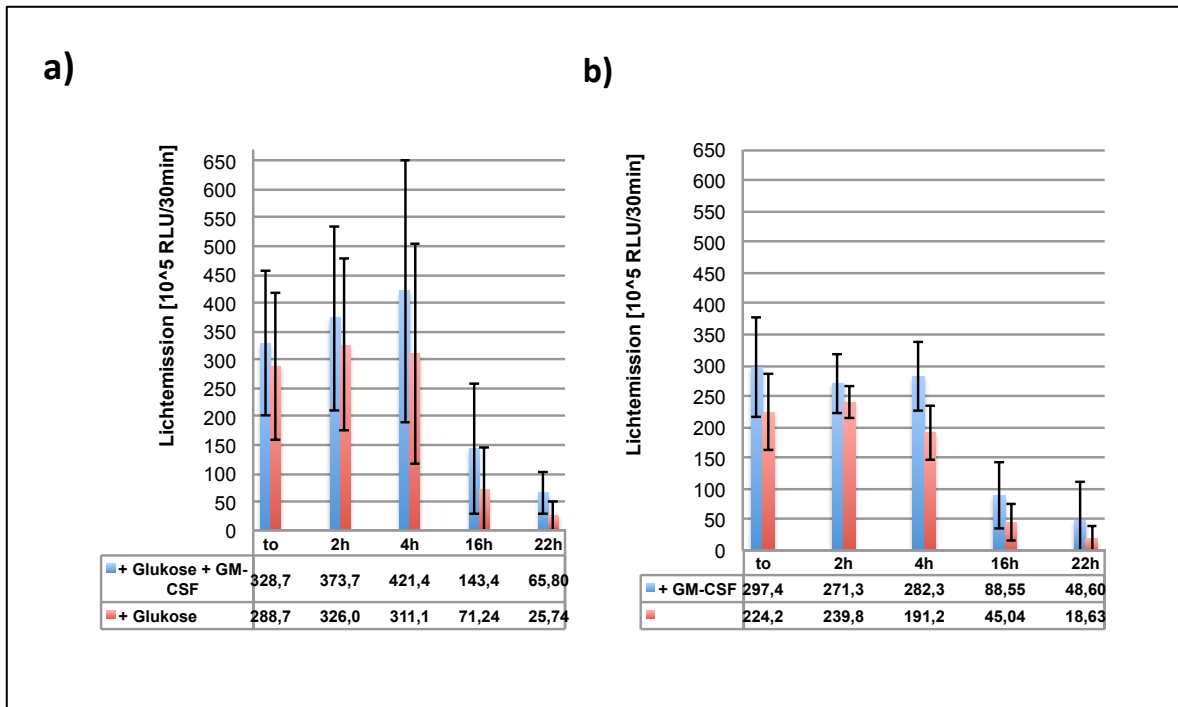 a)
Lichtemission [10^5 RLU/30min]
650
600
550
500
450
400
350
300
250
200
150
100
50
0
to 2h 4h 16h 22h
+ Glukose + GM-
CSF 328,7 373,7 421,4 143,4 65,80
+ Glukose 288,7 326,0 311,1 71,24 25,74
b)
Lichtemission [10^5 RLU/30min]
650
600
550
500
450
400
350
300
250
200
150
100
50
0
to 2h 4h 16h 22h
+ GM-CSF 297,4 271,3 282,3 88,55 48,60
224,2 239,8 191,2 45,04 18,63